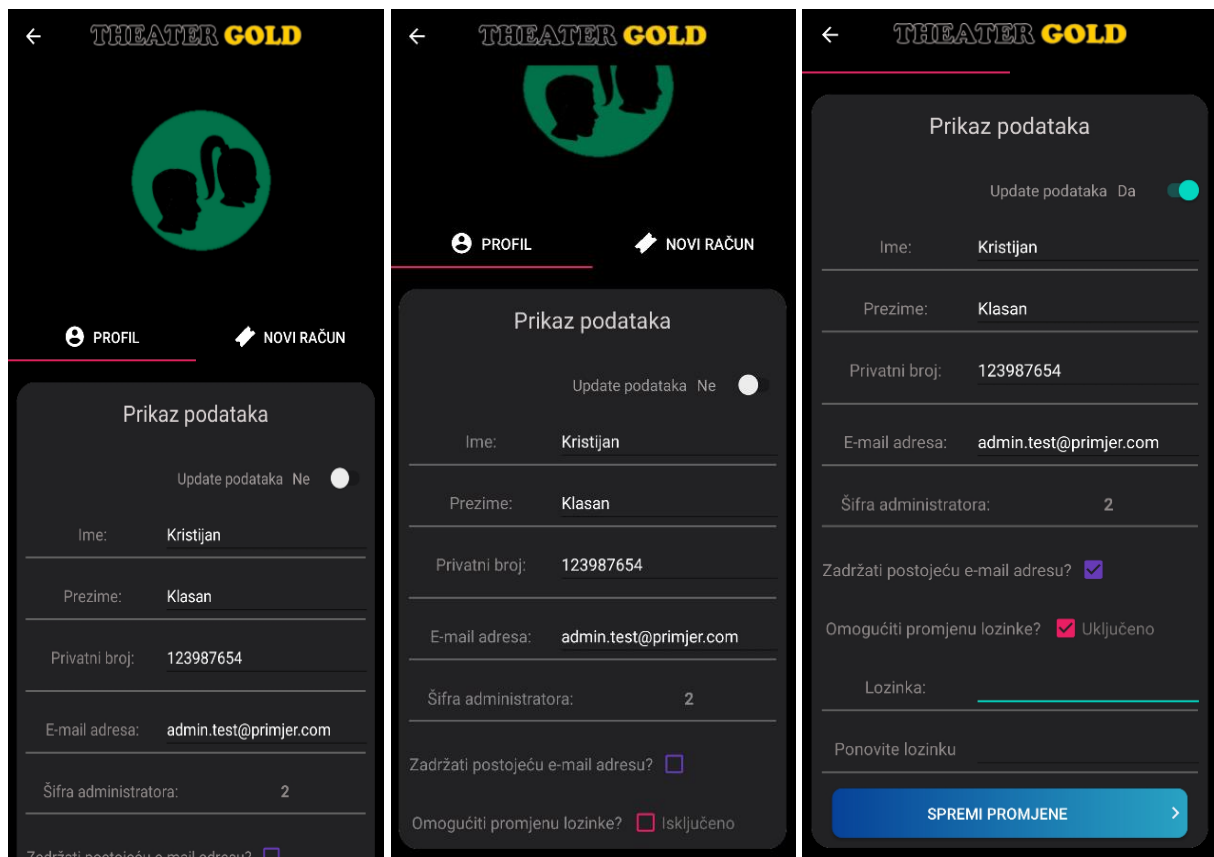 THEATER GOLD
PROFIL
NOVI RAČUN
Prikaz podataka
Update podataka Ne
Ime: Kristijan
Prezime: Klasan
Privatni broj: 123987654
E-mail adresa: admin.test@primjer.com
Šifra administratora: 2
Zadržati postojeću e-mail adresu?
THEATER GOLD
PROFIL
NOVI RAČUN
Prikaz podataka
Update podataka Ne
Ime: Kristijan
Prezime: Klasan
Privatni broj: 123987654
E-mail adresa: admin.test@primjer.com
Šifra administratora: 2
Zadržati postojeću e-mail adresu?
Omogućiti promjenu lozinke? Isključeno
THEATER GOLD
Prikaz podataka
Update podataka Da
Ime: Kristijan
Prezime: Klasan
Privatni broj: 123987654
E-mail adresa: admin.test@primjer.com
Šifra administratora: 2
Zadržati postojeću e-mail adresu?
Omogućiti promjenu lozinke? Uključeno
Lozinka:
Ponovite lozinku
SPREMI PROMJENE